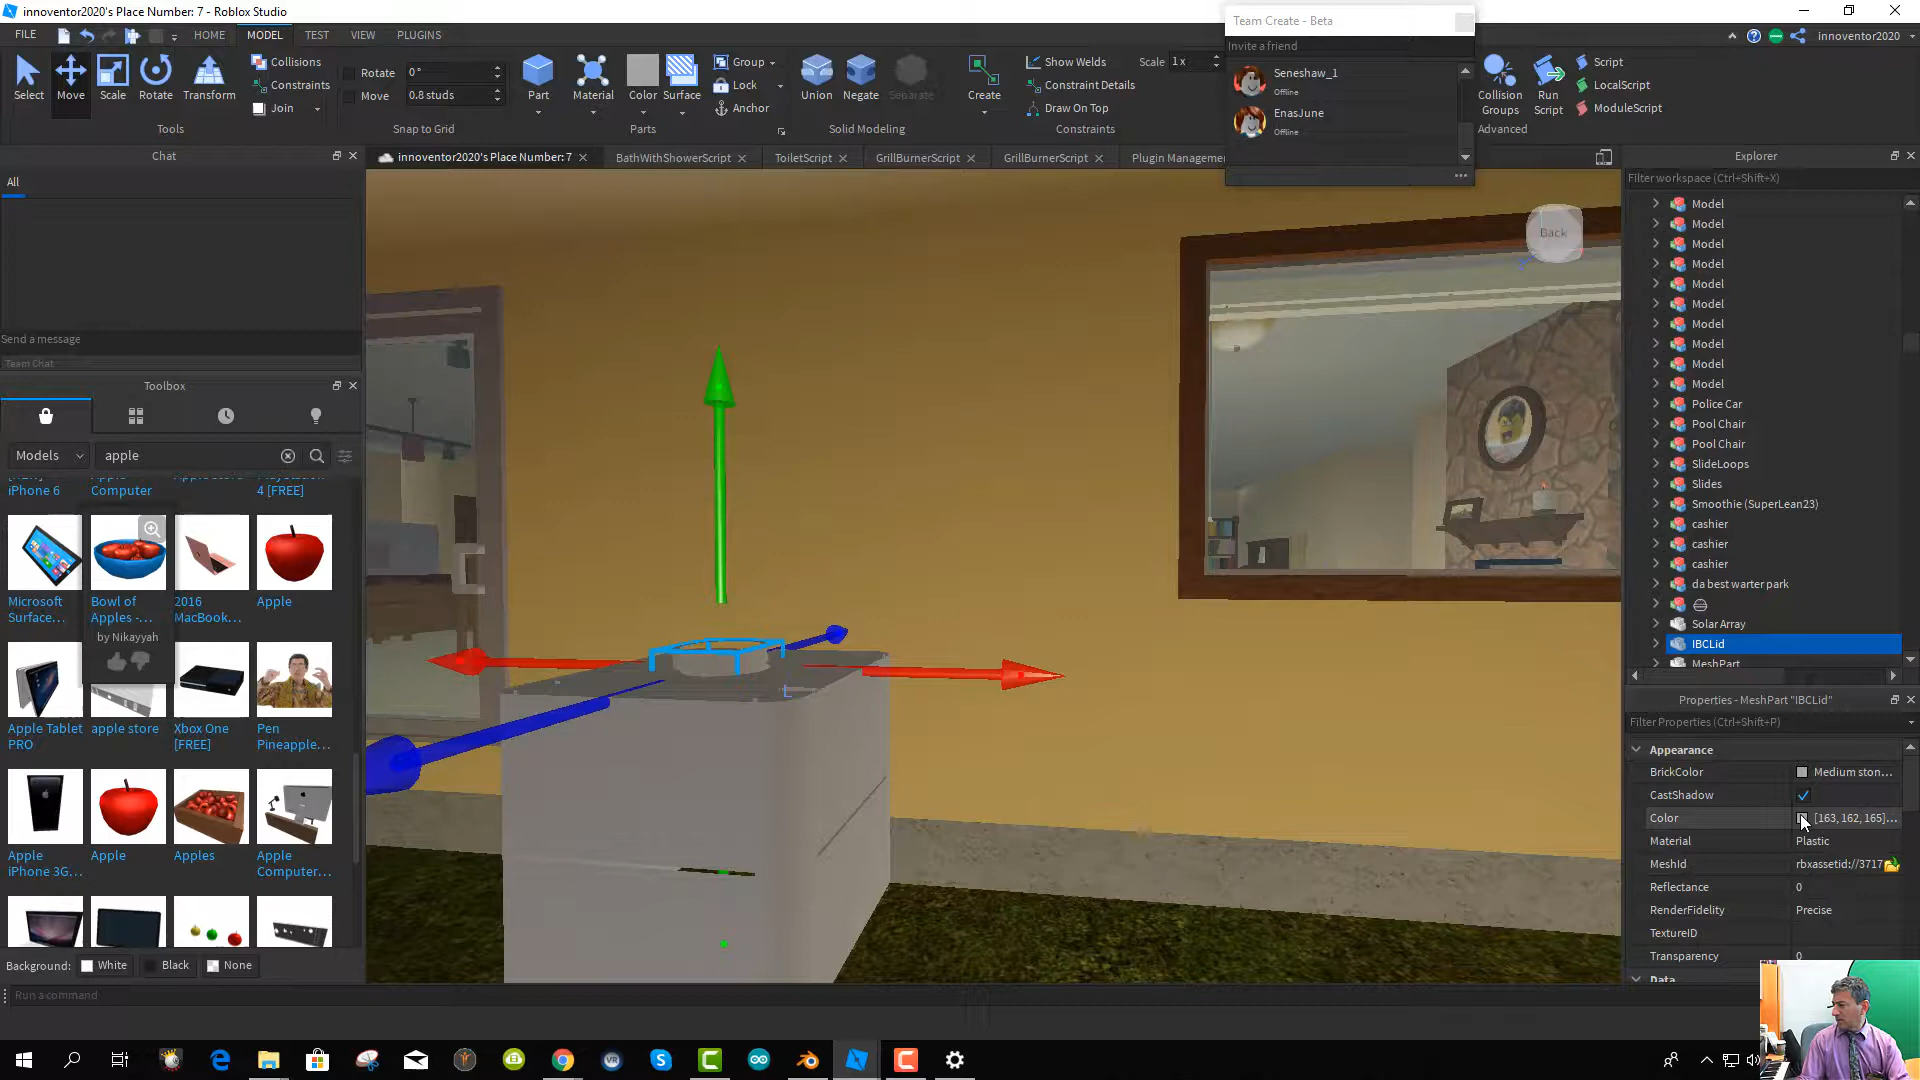 innoventor2020's Place Number: 7 - Roblox Studio
FILE HOME MODEL TEST VIEW PLUGINS innoventor2020
Team Create - Beta
Invite a friend
Seneshaw_1
Offline
EnasJune
Offline
Select Move Scale Rotate Transform
Collisions
Constraints
Join
Tools
Rotate 0°
Move 0.8 studs
Snap to Grid
Part Material Color Surface
Group
Lock
Anchor
Parts
Union Negate Separate
Solid Modeling
Create
Show Welds
Constraint Details
Draw On Top
Scale 1 x
Constraints
Collision Groups
Run Script
Script
LocalScript
ModuleScript
Advanced
Chat
All
Send a message
Team Chat
innoventor2020's Place Number: 7 BathWithShowerScript ToiletScript GrillBurnerScript GrillBurnerScript Plugin Managemen
Back
Toolbox
Models apple
iPhone 6
Apple
Computer
4 [FREE]
Microsoft
Surface...
Bowl of
Apples -...
by Nikayyah
2016
MacBook...
Apple
Apple Tablet
PRO
apple store
Xbox One
[FREE]
Pen
Pineapple...
Apple
iPhone 3G...
Apple
Apples
Apple
Computer...
Background: White Black None
Run a command
Explorer
Filter workspace (Ctrl+Shift+X)
Model
Model
Model
Model
Model
Model
Model
Model
Model
Model
Police Car
Pool Chair
Pool Chair
SlideLoops
Slides
Smoothie (SuperLean23)
cashier
cashier
cashier
da best warter park
Solar Array
IBCLid
MeshPart
Properties - MeshPart "IBCLid"
Filter Properties (Ctrl+Shift+P)
Appearance
BrickColor Medium ston...
CastShadow
Color [163, 162, 165]...
Material Plastic
MeshId rbxassetid://3717
Reflectance 0
RenderFidelity Precise
TextureID
Transparency 0
Data